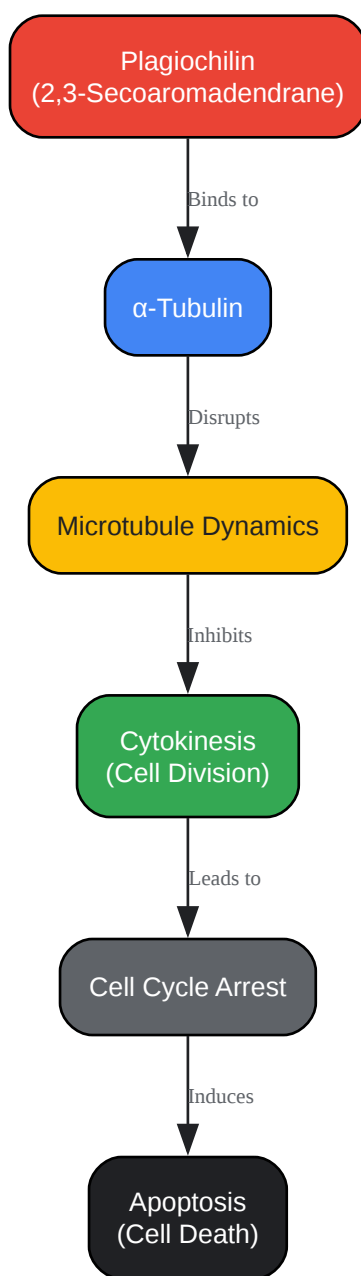 Plagiochilin
(2,3-Secoaromadendrane)
Binds to
α-Tubulin
Disrupts
Microtubule Dynamics
Inhibits
Cytokinesis
(Cell Division)
Leads to
Cell Cycle Arrest
Induces
Apoptosis
(Cell Death)